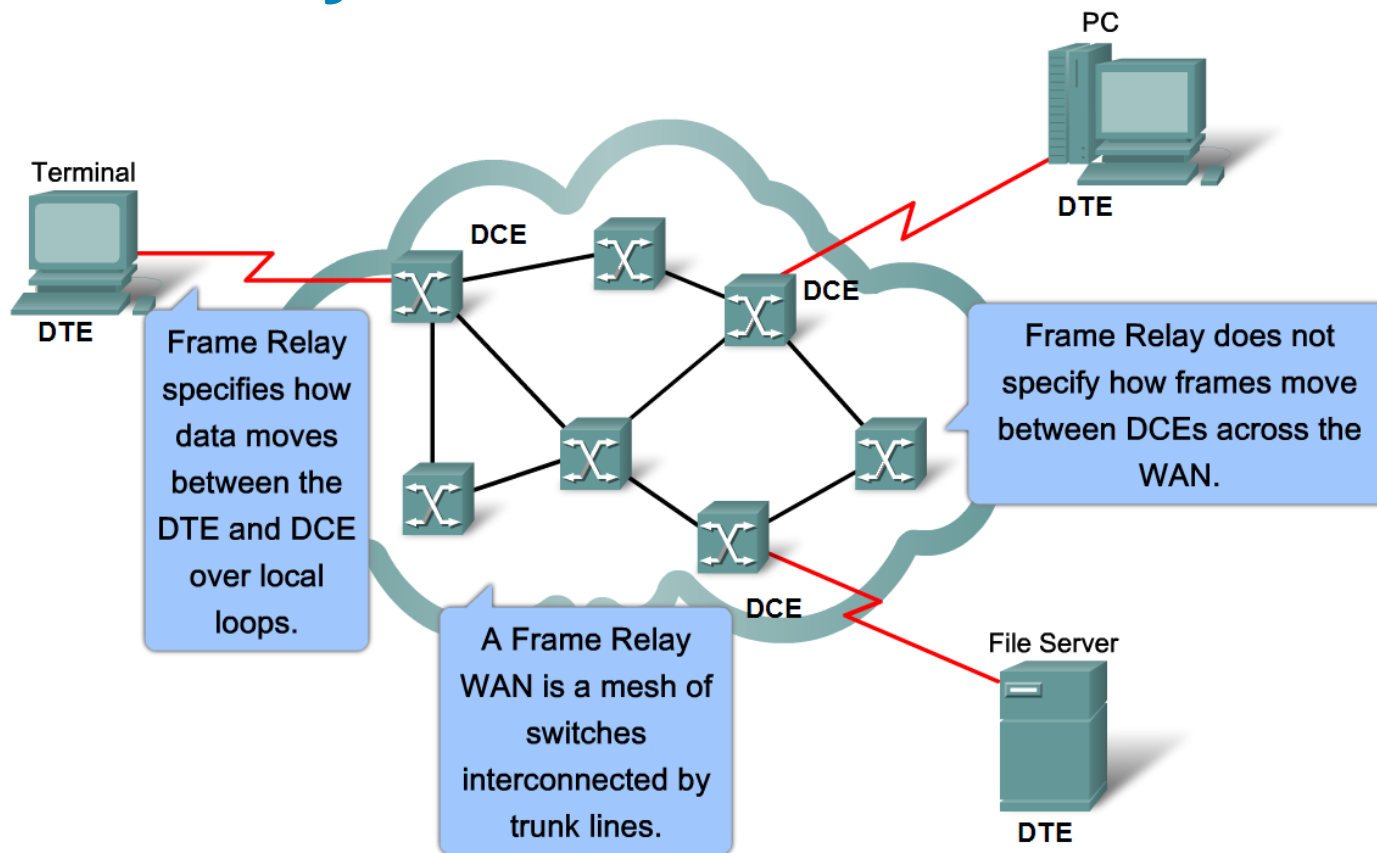 PC
Terminal
DTE
DCE
DCE
DTE
Frame Relay
specifies how
data moves
between the
DTE and DCE
over local
loops.
Frame Relay does not
specify how frames move
between DCEs across the
WAN.
DCE
A Frame Relay
WAN is a mesh of
switches
interconnected by
trunk lines.
File Server
DTE